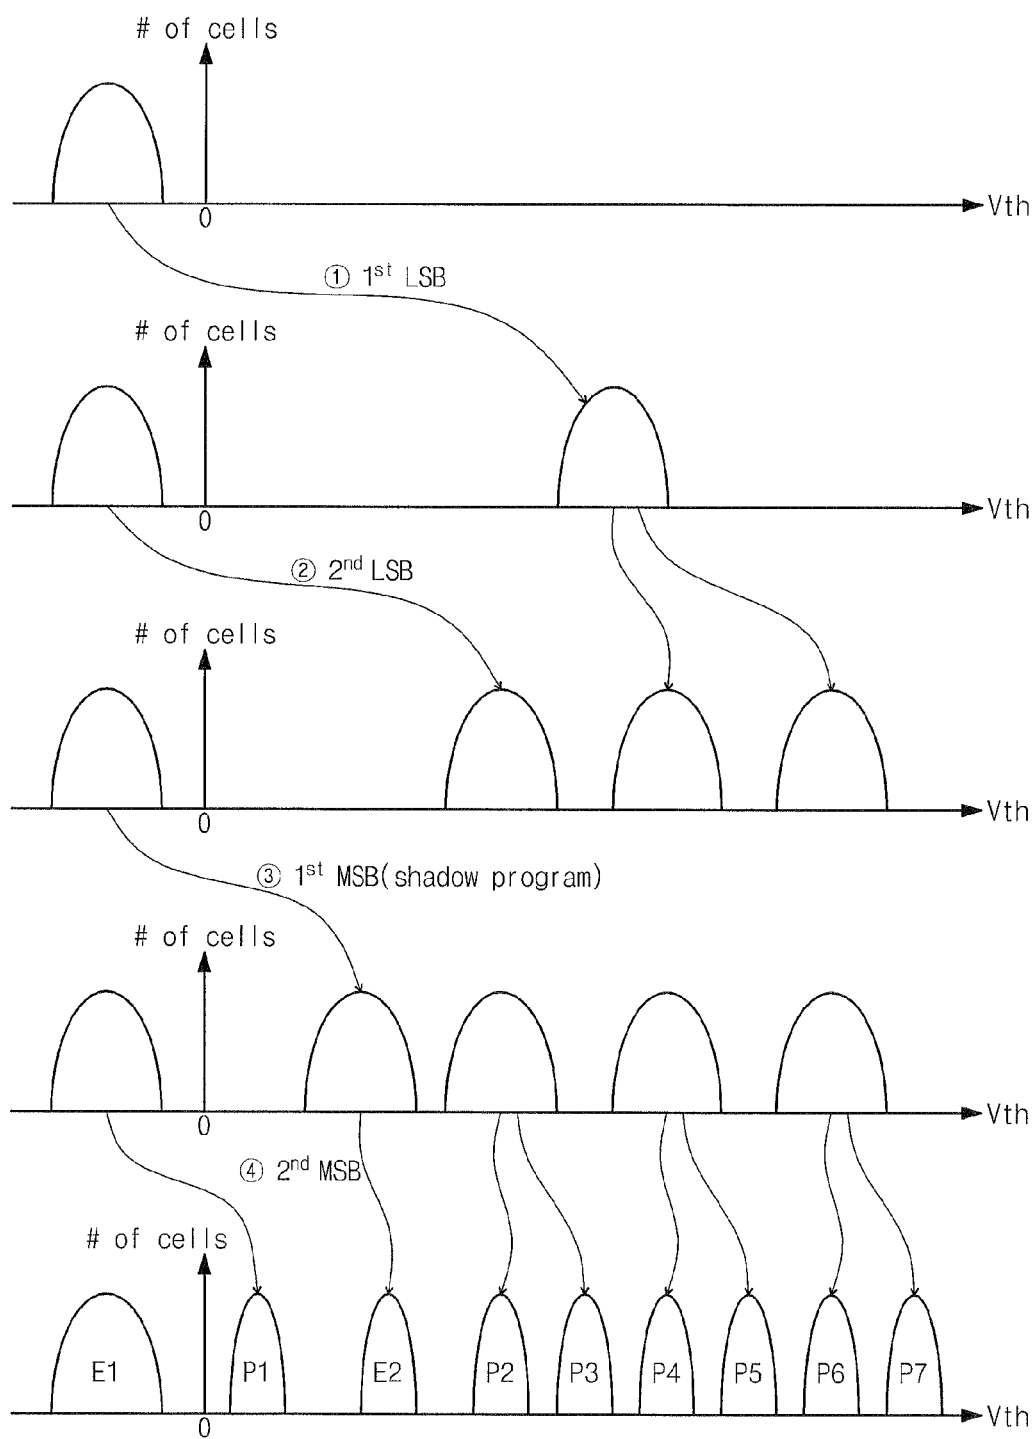 # of cells
0
Vth
① 1st LSB
# of cells
0
Vth
② 2nd LSB
# of cells
0
Vth
③ 1st MSB(shadow program)
# of cells
0
Vth
④ 2nd MSB
# of cells
E1 P1 E2 P2 P3 P4 P5 P6 P7
0
Vth